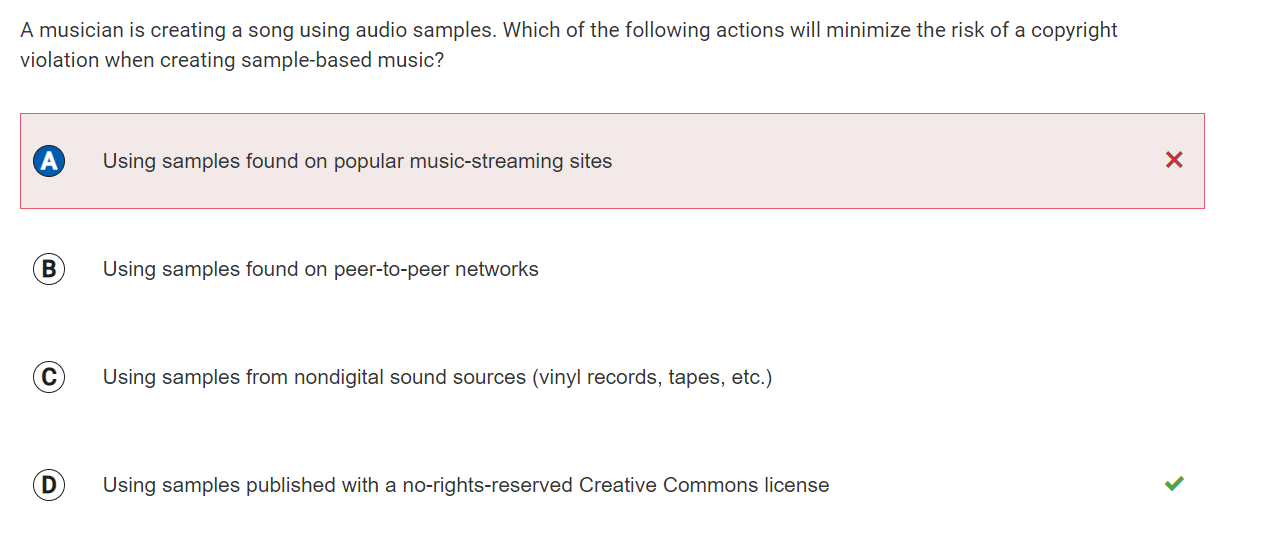 A musician is creating a song using audio samples. Which of the following actions will minimize the risk of a copyright
violation when creating sample-based music?
A Using samples found on popular music-streaming sites
B Using samples found on peer-to-peer networks
C Using samples from nondigital sound sources (vinyl records, tapes, etc.)
D Using samples published with a no-rights-reserved Creative Commons license